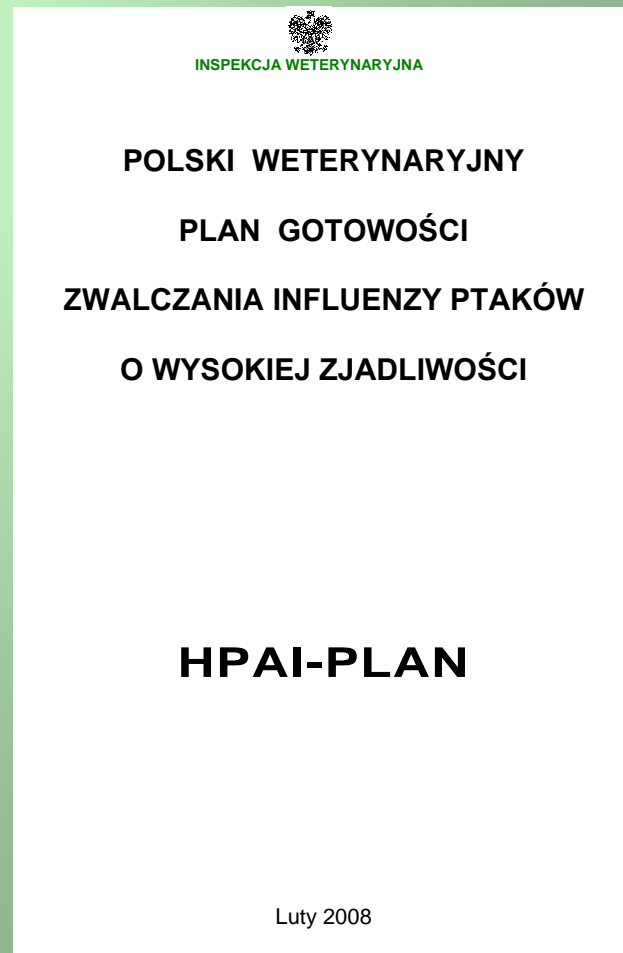 INSPEKCJA WETERYNARYJNA
POLSKI WETERYNARYJNY
PLAN GOTOWOŚCI
ZWALCZANIA INFLUENZY PTAKÓW
O WYSOKIEJ ZJADLIWOŚCI
HPAI-PLAN
Luty 2008